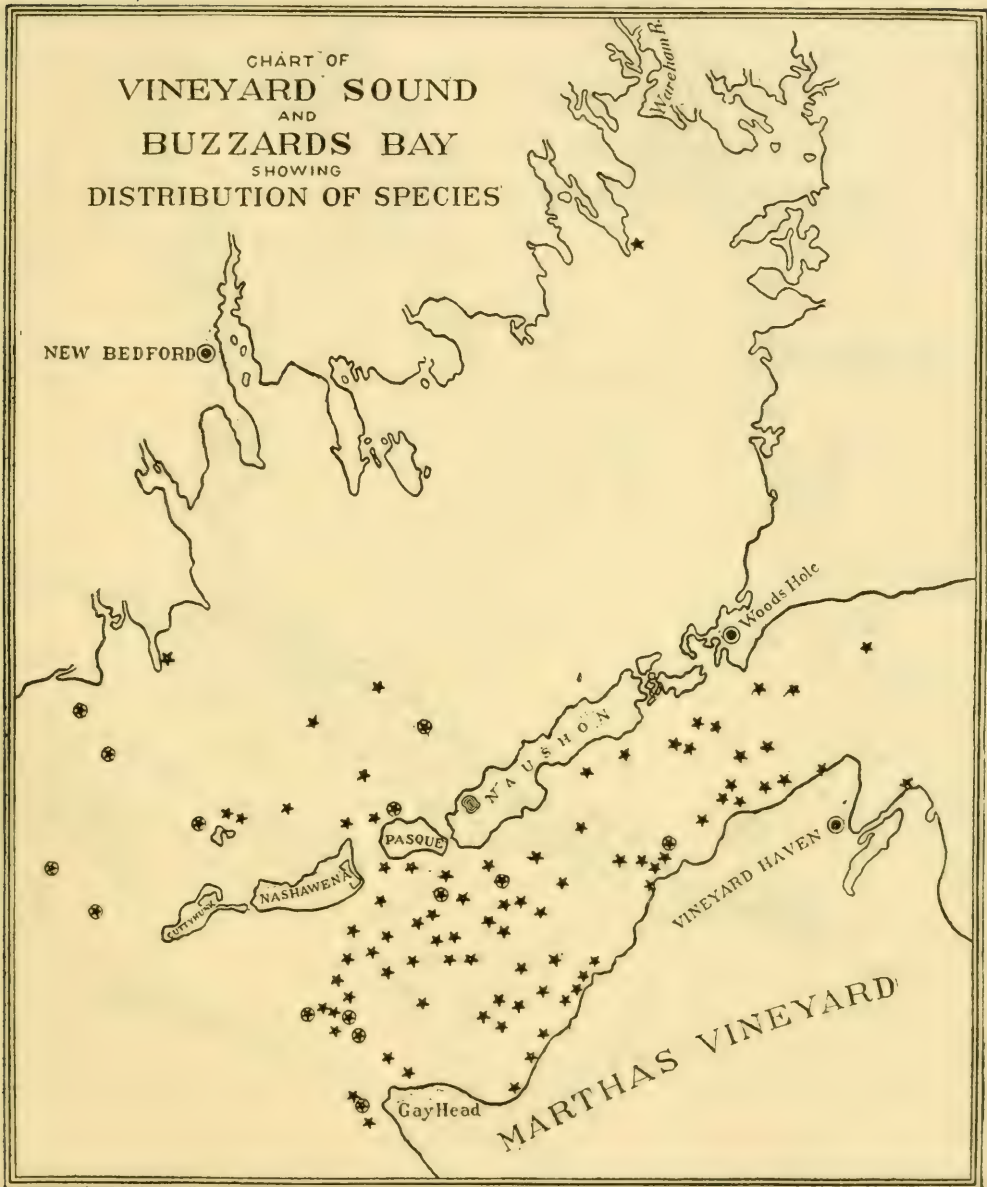 CHART OF
VINEYARD SOUND
AND
BUZZARDS BAY
SHOWING
DISTRIBUTION OF SPECIES
Wareham R.
NEW BEDFORD
Woods Hole
NAUSHON
PASQUE
NASHAWENA
CUTTYHUNK
VINEYARD HAVEN
MARTHAS VINEYARD
Gay Head